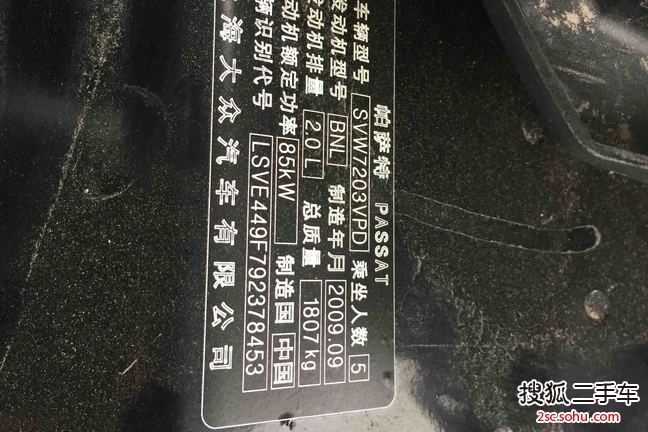 帕萨特 PASSAT
车辆型号 SVW7203VPD 乘坐人数 5
发动机型号 BNL 制造年月 2009.09
发动机排量 2.0L 总质量 1807kg
动机额定功率 85kW 制造国 中国
辆识别代号 LSVE449F792378453
海大众汽车有限公司
搜狐二手车
2sc.sohu.com